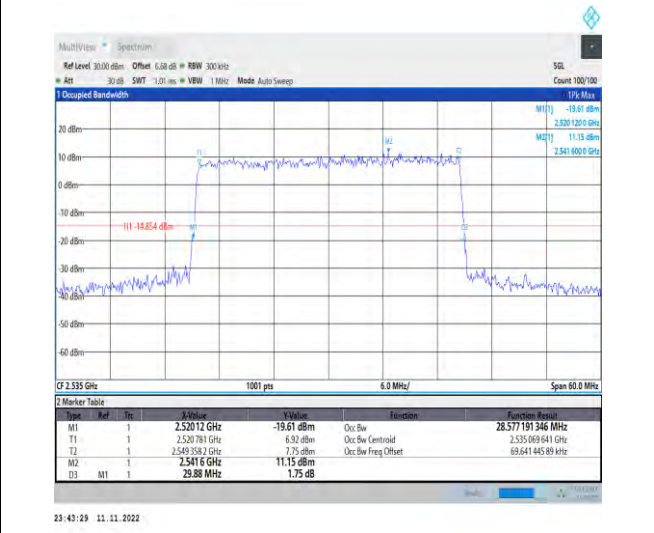 MultiView Spectrum
Ref Level 30.00 dBm Offset 6.68 dB RBW 300 kHz SGL
Att 30 dB SWT 1.01 ms VBW 1 MHz Mode Auto Sweep Count 100/100
1 Occupied Bandwidth 1Pk Max
M1[1] -19.61 dBm
2.520 120 0 GHz
M2[1] 11.15 dBm
2.541 600 0 GHz
20 dBm
M2
T1 T2
10 dBm
0 dBm
-10 dBm
H1 -14.854 dBm M1 D3
-20 dBm
-30 dBm
-40 dBm
-50 dBm
-60 dBm
CF 2.535 GHz 1001 pts 6.0 MHz/ Span 60.0 MHz
2 Marker Table
Type Ref Trc X-Value Y-Value Function Function Result
M1 1 2.52012 GHz -19.61 dBm Occ Bw 28.577 191 346 MHz
T1 1 2.520 781 GHz 6.92 dBm Occ Bw Centroid 2.535 069 641 GHz
T2 1 2.549 358 2 GHz 7.75 dBm Occ Bw Freq Offset 69.641 445 89 kHz
M2 1 2.541 6 GHz 11.15 dBm
D3 M1 1 29.88 MHz 1.75 dB
23:43:29 11.11.2022